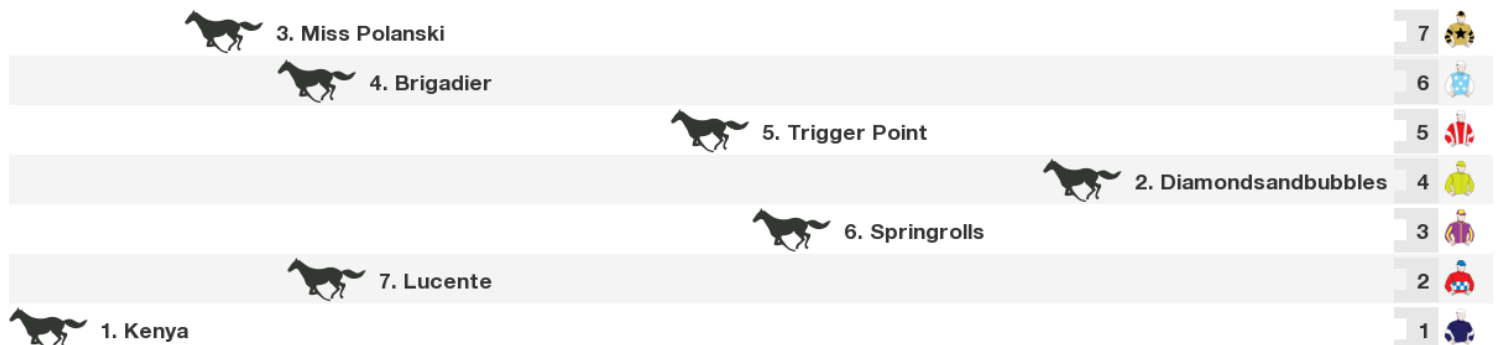 3. Miss Polanski 7
4. Brigadier 6
5. Trigger Point 5
2. Diamondsandbubbles 4
6. Springrolls 3
7. Lucente 2
1. Kenya 1